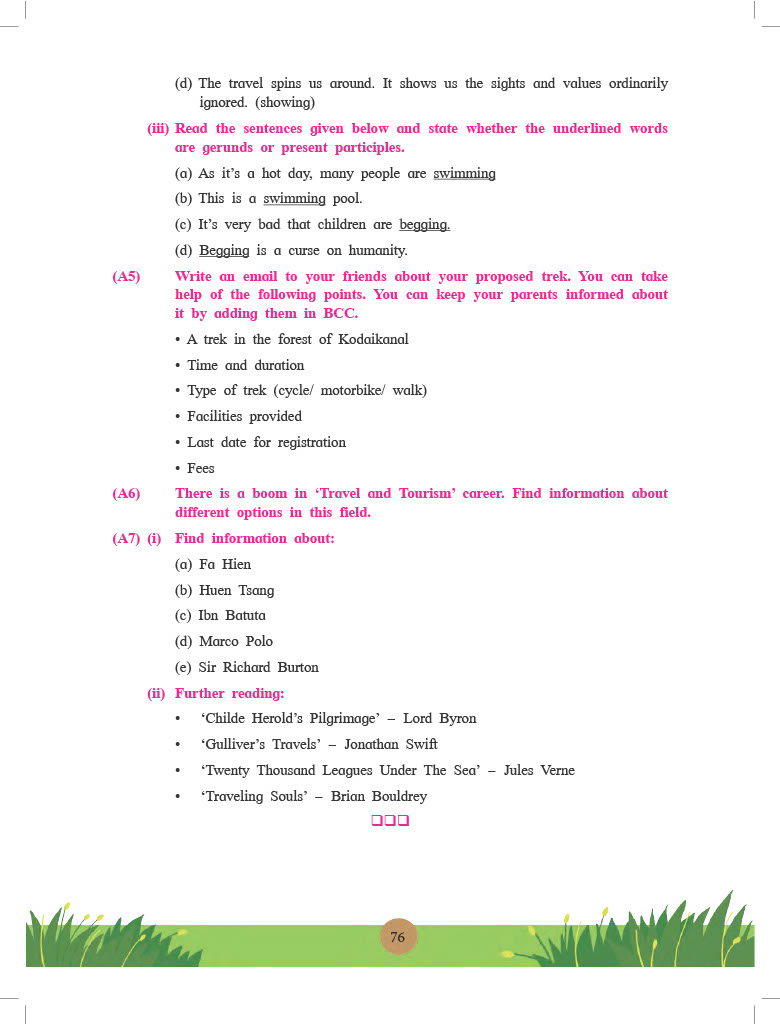 (d) The travel spins us around. It shows us the sights and values ordinarily
ignored. (showing)
(iii) Read the sentences given below and state whether the underlined words
are gerunds or present participles.
(a) As it's a hot day, many people are swimming
(b) This is a swimming pool.
(c) It's very bad that children are begging.
(d) Begging is a curse on humanity.
(A5) Write an email to your friends about your proposed trek. You can take
help of the following points. You can keep your parents informed about
it by adding them in BCC.
• A trek in the forest of Kodaikanal
• Time and duration
• Type of trek (cycle/ motorbike/ walk)
• Facilities provided
• Last date for registration
• Fees
(A6) There is a boom in ‘Travel and Tourism’ career. Find information about
different options in this field.
(A7) (i) Find information about:
(a) Fa Hien
(b) Huen Tsang
(c) Ibn Batuta
(d) Marco Polo
(e) Sir Richard Burton
(ii) Further reading:
• ‘Childe Herold’s Pilgrimage’ – Lord Byron
• ‘Gulliver’s Travels’ – Jonathan Swift
• ‘Twenty Thousand Leagues Under The Sea’ – Jules Verne
• ‘Traveling Souls’ – Brian Bouldrey
❑❑❑
76